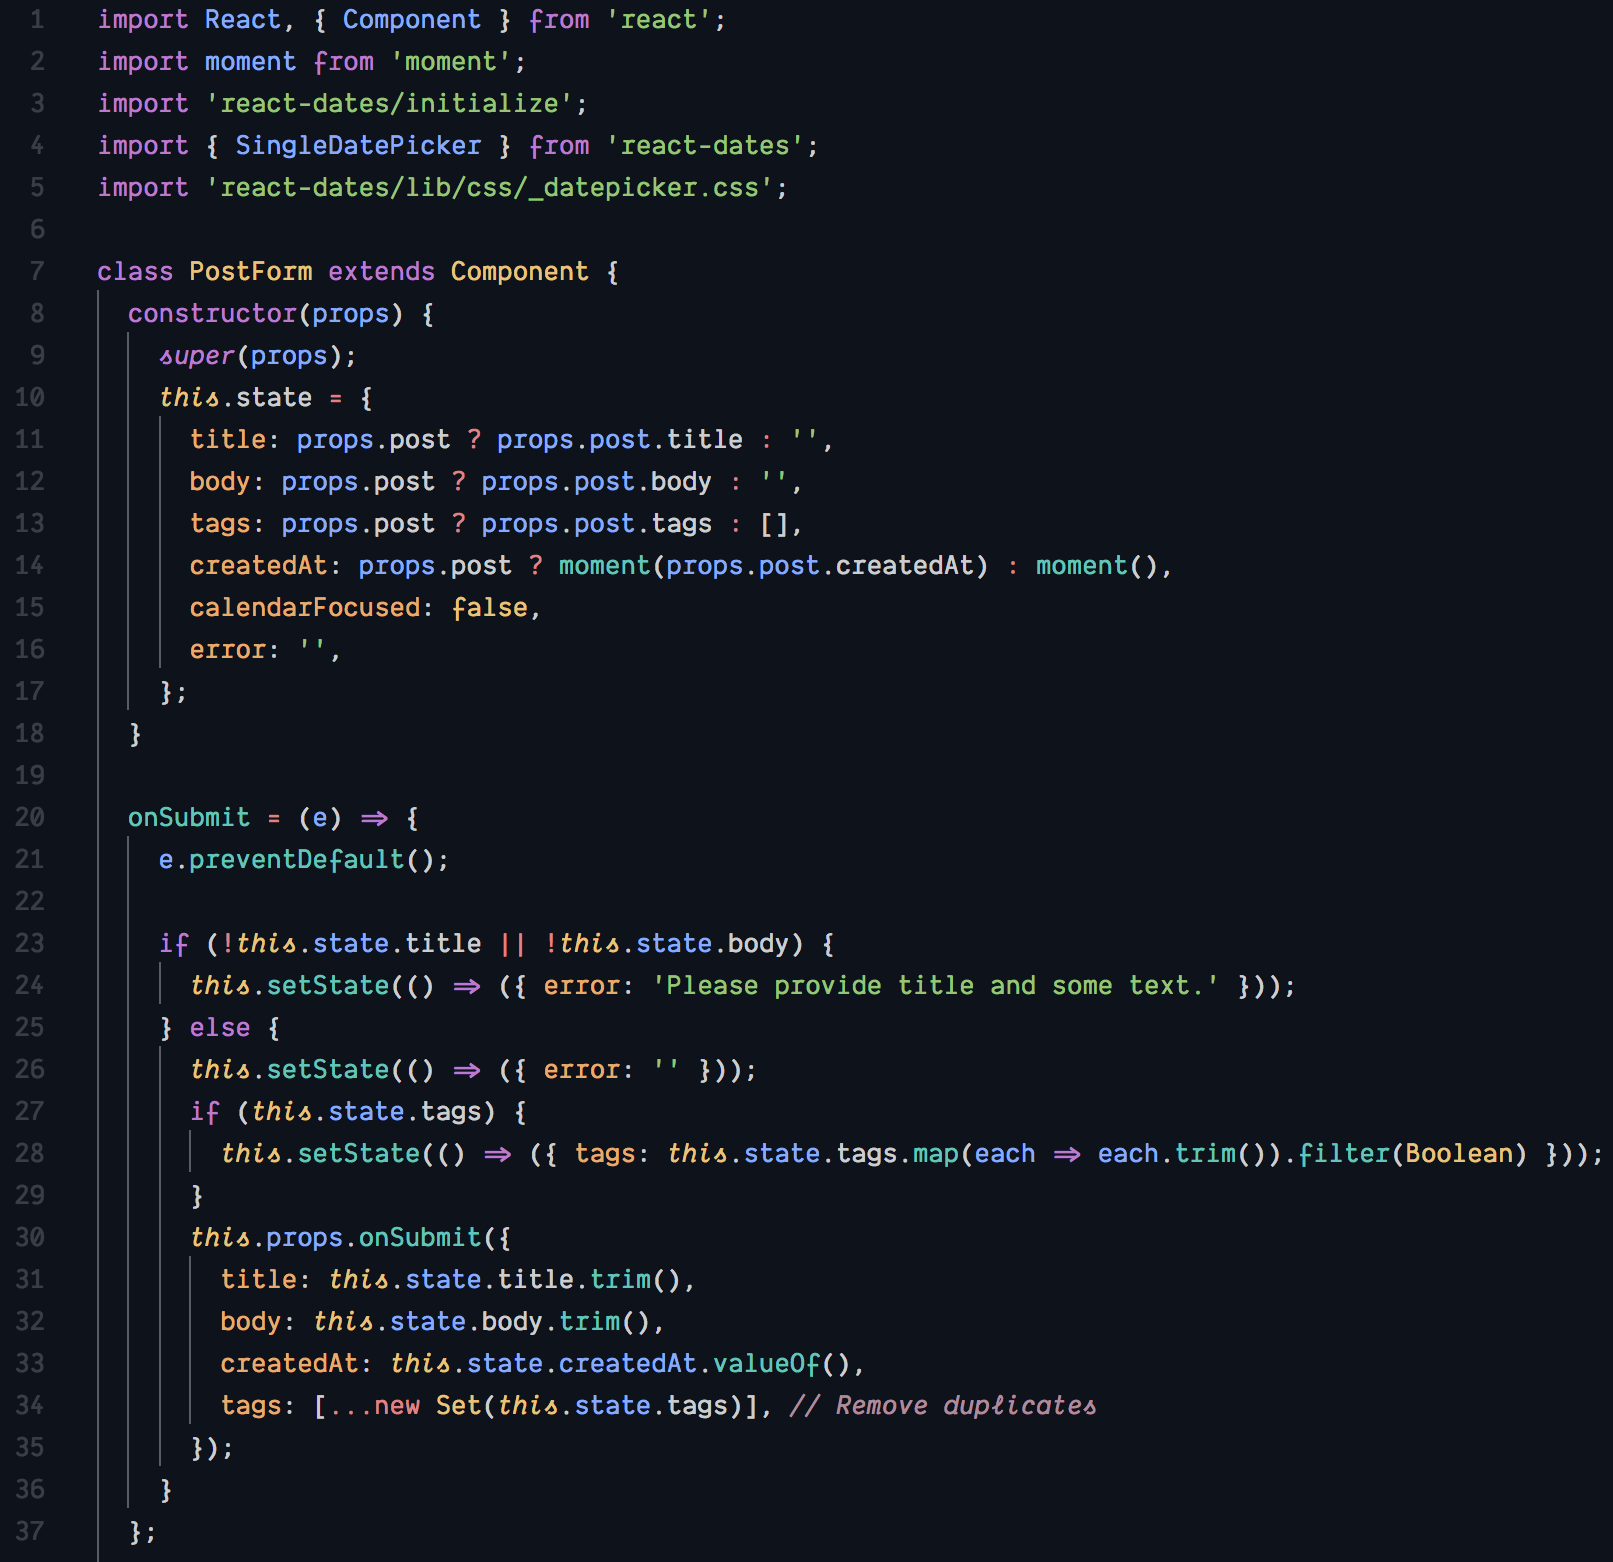 1 import React, { Component } from 'react';
2 import moment from 'moment';
3 import 'react-dates/initialize';
4 import { SingleDatePicker } from 'react-dates';
5 import 'react-dates/lib/css/_datepicker.css';
6
7 class PostForm extends Component {
8 constructor(props) {
9 super(props);
10 this.state = {
11 title: props.post ? props.post.title : '',
12 body: props.post ? props.post.body : '',
13 tags: props.post ? props.post.tags : [],
14 createdAt: props.post ? moment(props.post.createdAt) : moment(),
15 calendarFocused: false,
16 error: '',
17 };
18 }
19
20 onSubmit = (e) => {
21 e.preventDefault();
22
23 if (!this.state.title || !this.state.body) {
24 this.setState(() => ({ error: 'Please provide title and some text.' }));
25 } else {
26 this.setState(() => ({ error: '' }));
27 if (this.state.tags) {
28 this.setState(() => ({ tags: this.state.tags.map(each => each.trim()).filter(Boolean) }));
29 }
30 this.props.onSubmit({
31 title: this.state.title.trim(),
32 body: this.state.body.trim(),
33 createdAt: this.state.createdAt.valueOf(),
34 tags: [...new Set(this.state.tags)], // Remove duplicates
35 });
36 }
37 };